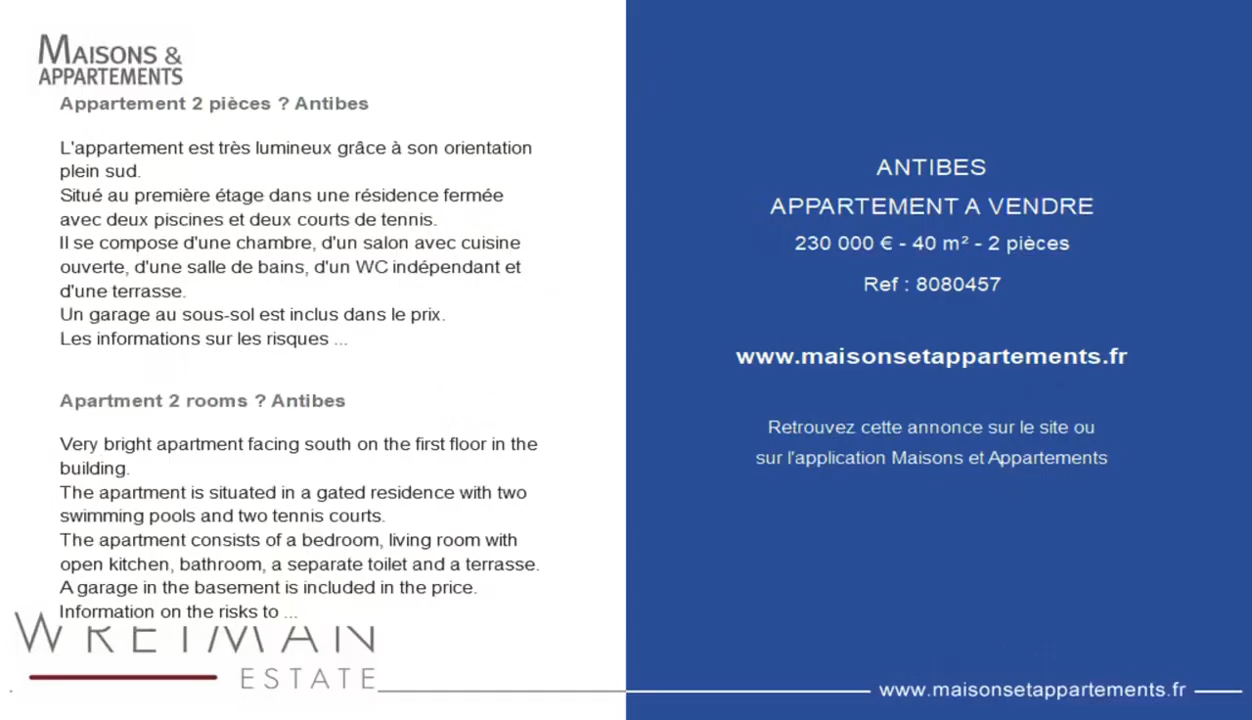 MAISONS &
APPARTEMENTS
Appartement 2 pièces ? Antibes
L'appartement est très lumineux grâce à son orientation
plein sud.
Situé au première étage dans une résidence fermée
avec deux piscines et deux courts de tennis.
Il se compose d'une chambre, d'un salon avec cuisine
ouverte, d'une salle de bains, d'un WC indépendant et
d'une terrasse.
Un garage au sous-sol est inclus dans le prix.
Les informations sur les risques ...
Apartment 2 rooms ? Antibes
Very bright apartment facing south on the first floor in the
building.
The apartment is situated in a gated residence with two
swimming pools and two tennis courts.
The apartment consists of a bedroom, living room with
open kitchen, bathroom, a separate toilet and a terrasse.
A garage in the basement is included in the price.
Information on the risks to ...
WRETMAN
ESTATE
ANTIBES
APPARTEMENT A VENDRE
230 000 € - 40 m² - 2 pièces
Ref : 8080457
www.maisonsetappartements.fr
Retrouvez cette annonce sur le site ou
sur l'application Maisons et Appartements
www.maisonsetappartements.fr